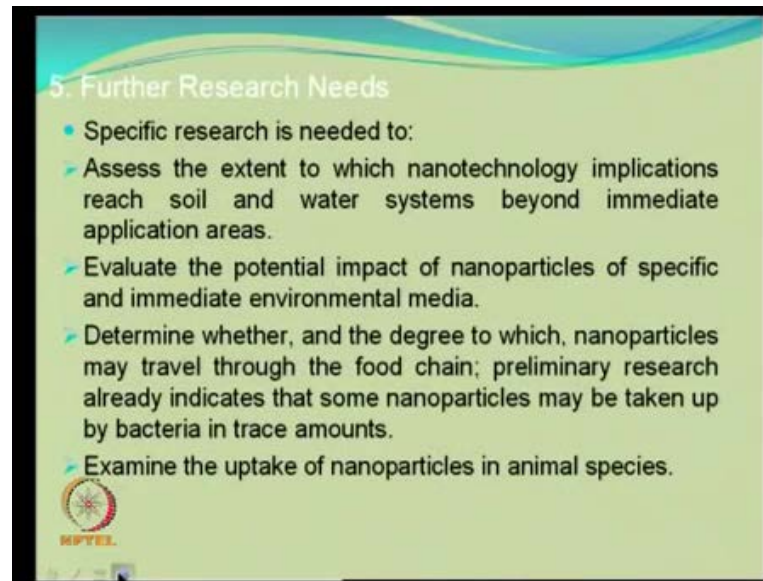 5. Further Research Needs
• Specific research is needed to:
➤ Assess the extent to which nanotechnology implications
reach soil and water systems beyond immediate
application areas.
➤ Evaluate the potential impact of nanoparticles of specific
and immediate environmental media.
➤ Determine whether, and the degree to which, nanoparticles
may travel through the food chain; preliminary research
already indicates that some nanoparticles may be taken up
by bacteria in trace amounts.
➤ Examine the uptake of nanoparticles in animal species.
NPTEL